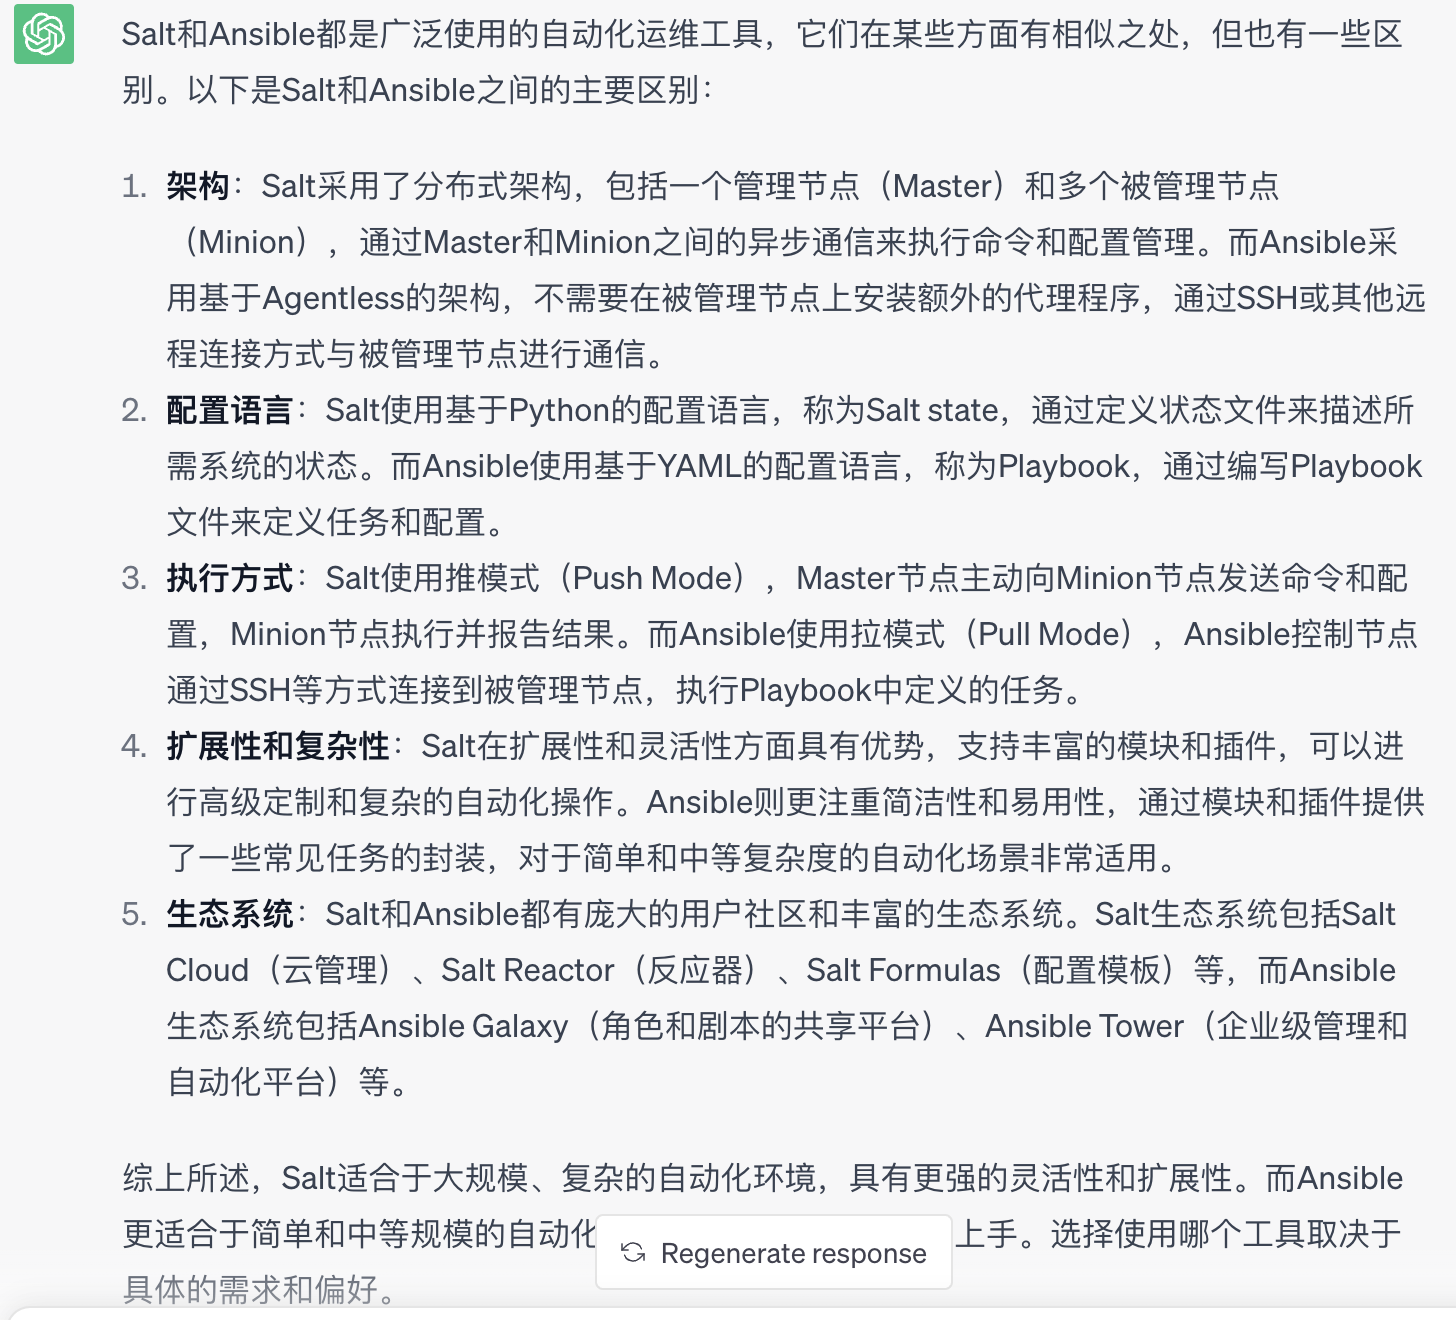 Salt和Ansible都是广泛使用的自动化运维工具，它们在某些方面有相似之处，但也有一些区
别。以下是Salt和Ansible之间的主要区别：
1. 架构：Salt采用了分布式架构，包括一个管理节点（Master）和多个被管理节点
（Minion），通过Master和Minion之间的异步通信来执行命令和配置管理。而Ansible采
用基于Agentless的架构，不需要在被管理节点上安装额外的代理程序，通过SSH或其他远
程连接方式与被管理节点进行通信。
2. 配置语言：Salt使用基于Python的配置语言，称为Salt state，通过定义状态文件来描述所
需系统的状态。而Ansible使用基于YAML的配置语言，称为Playbook，通过编写Playbook
文件来定义任务和配置。
3. 执行方式：Salt使用推模式（Push Mode），Master节点主动向Minion节点发送命令和配
置，Minion节点执行并报告结果。而Ansible使用拉模式（Pull Mode），Ansible控制节点
通过SSH等方式连接到被管理节点，执行Playbook中定义的任务。
4. 扩展性和复杂性：Salt在扩展性和灵活性方面具有优势，支持丰富的模块和插件，可以进
行高级定制和复杂的自动化操作。Ansible则更注重简洁性和易用性，通过模块和插件提供
了一些常见任务的封装，对于简单和中等复杂度的自动化场景非常适用。
5. 生态系统：Salt和Ansible都有庞大的用户社区和丰富的生态系统。Salt生态系统包括Salt
Cloud（云管理）、Salt Reactor（反应器）、Salt Formulas（配置模板）等，而Ansible
生态系统包括Ansible Galaxy（角色和剧本的共享平台）、Ansible Tower（企业级管理和
自动化平台）等。
综上所述，Salt适合于大规模、复杂的自动化环境，具有更强的灵活性和扩展性。而Ansible
更适合于简单和中等规模的自动化 Regenerate response 上手。选择使用哪个工具取决于
具体的需求和偏好。